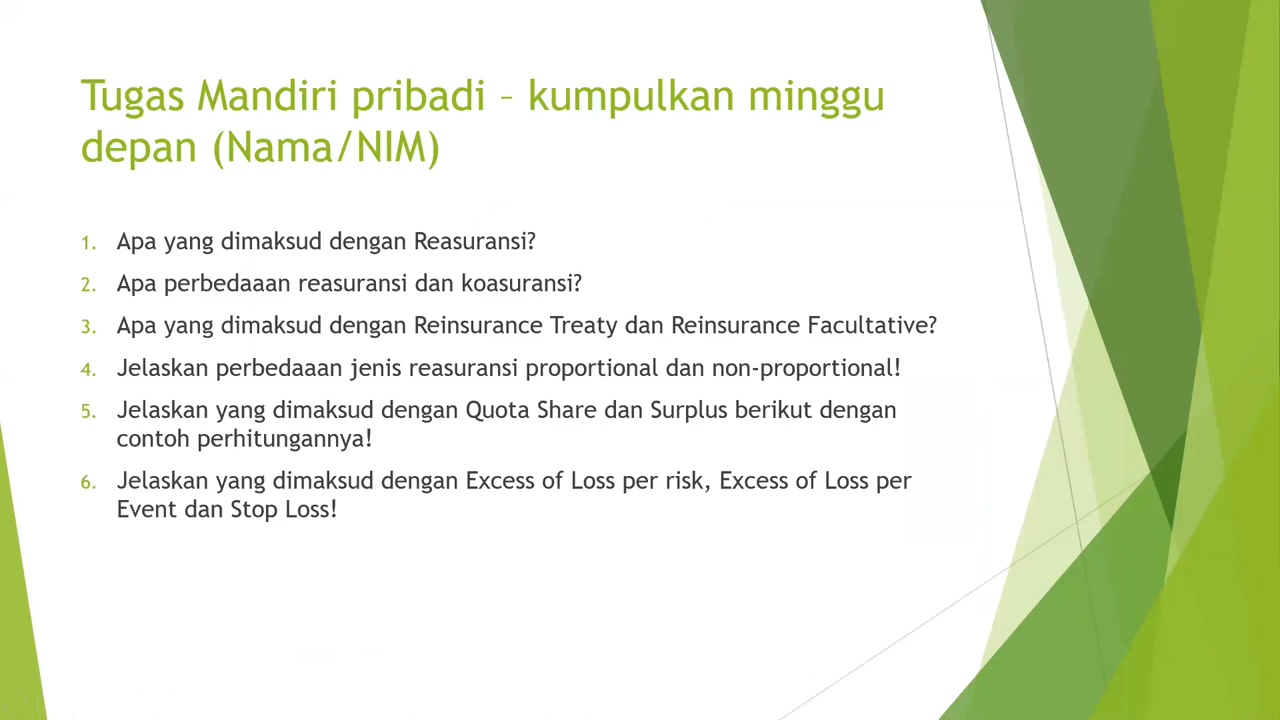 Tugas Mandiri pribadi – kumpulkan minggu
depan (Nama/NIM)
1. Apa yang dimaksud dengan Reasuransi?
2. Apa perbedaaan reasuransi dan koasuransi?
3. Apa yang dimaksud dengan Reinsurance Treaty dan Reinsurance Facultative?
4. Jelaskan perbedaaan jenis reasuransi proportional dan non-proportional!
5. Jelaskan yang dimaksud dengan Quota Share dan Surplus berikut dengan
contoh perhitungannya!
6. Jelaskan yang dimaksud dengan Excess of Loss per risk, Excess of Loss per
Event dan Stop Loss!